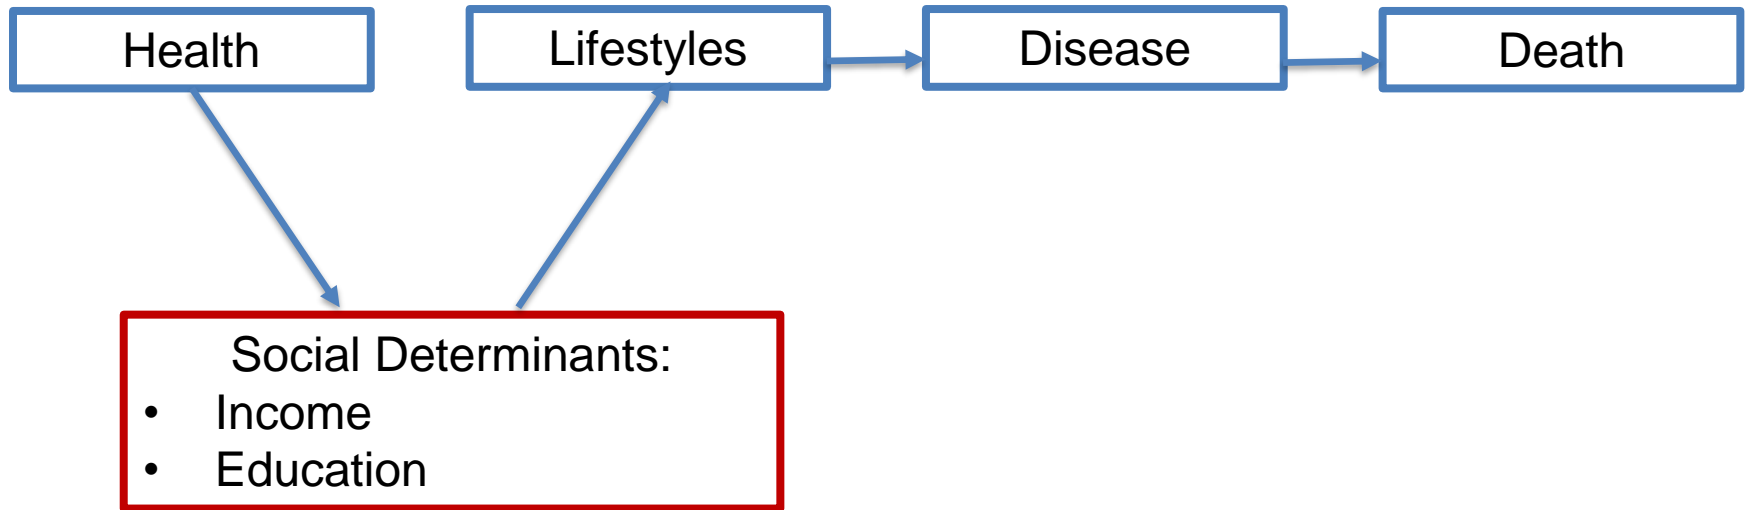 Health
Lifestyles
Disease
Death
Social Determinants:
• Income
• Education